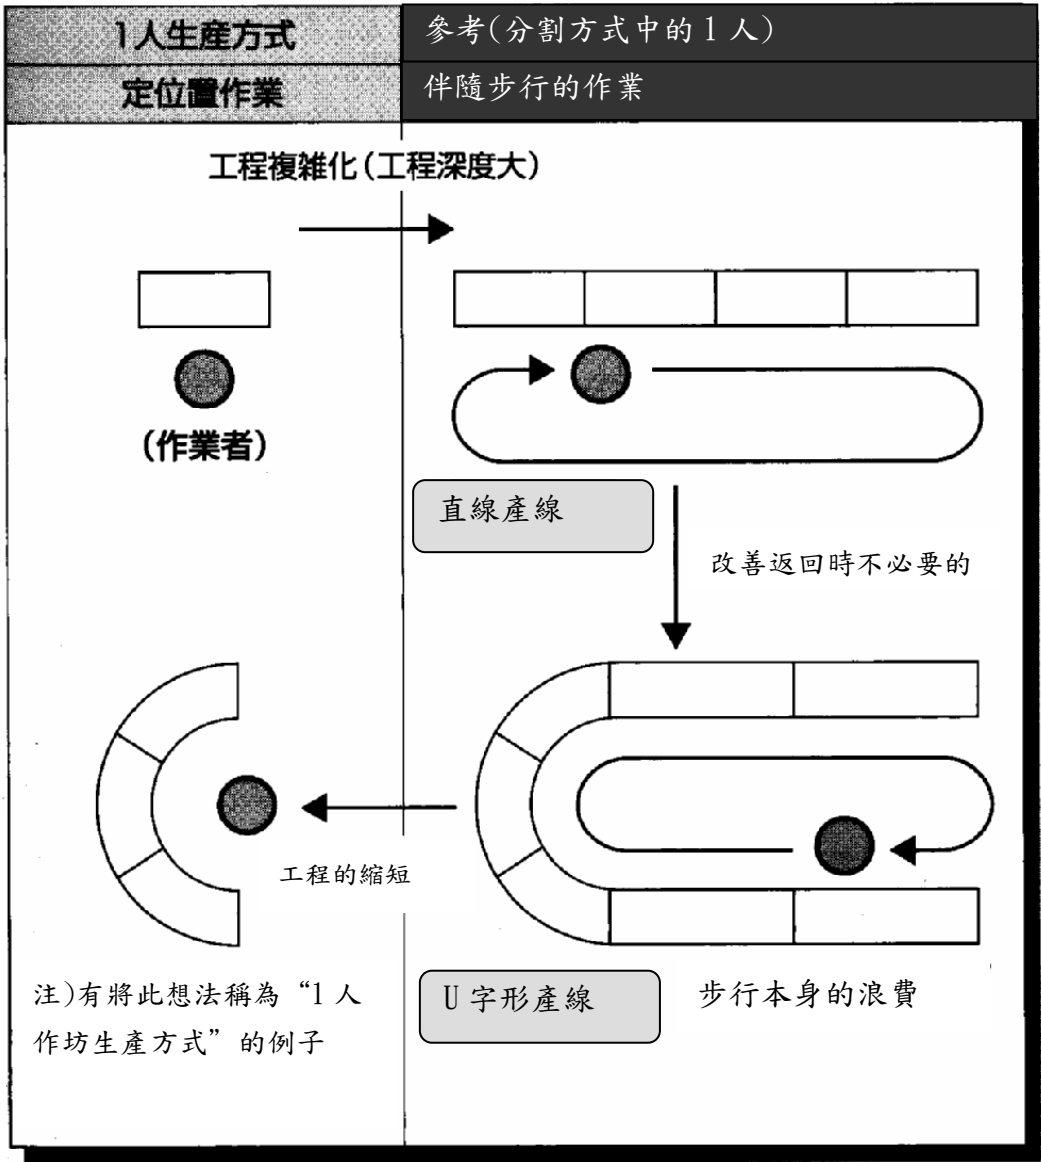 1人生産方式
參考(分割方式中的1人)
定位置作業
伴隨步行的作業
工程複雑化(工程深度大)
(作業者)
直線產線
改善返回時不必要的
工程的縮短
注)有將此想法稱為“1人
作坊生產方式”的例子
U字形產線
步行本身的浪費